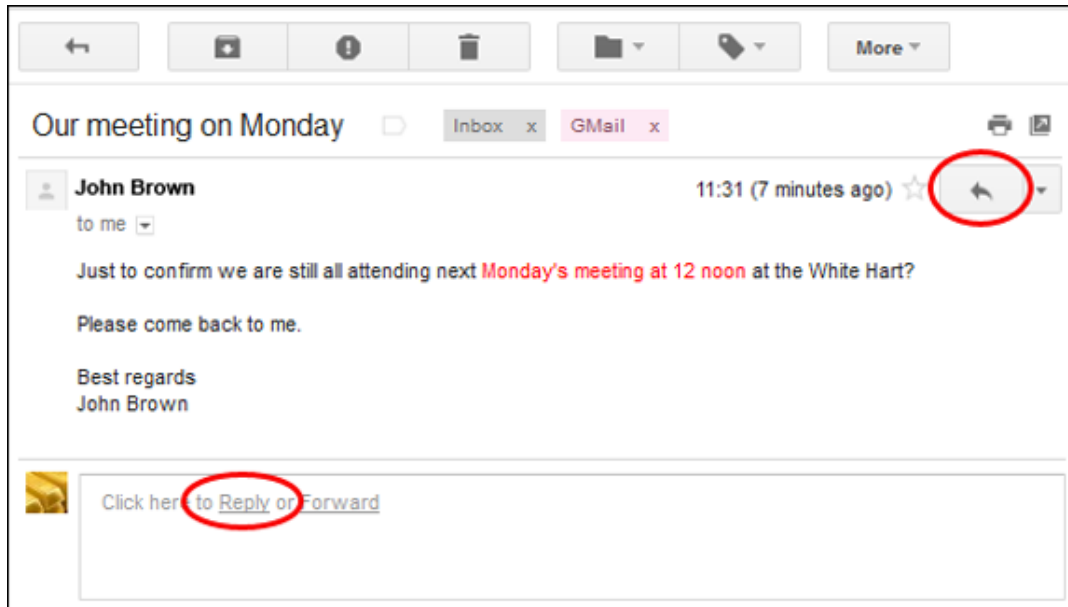 More
Our meeting on Monday Inbox x GMail x
John Brown 11:31 (7 minutes ago)
to me
Just to confirm we are still all attending next Monday's meeting at 12 noon at the White Hart?
Please come back to me.
Best regards
John Brown
Click here to Reply or Forward